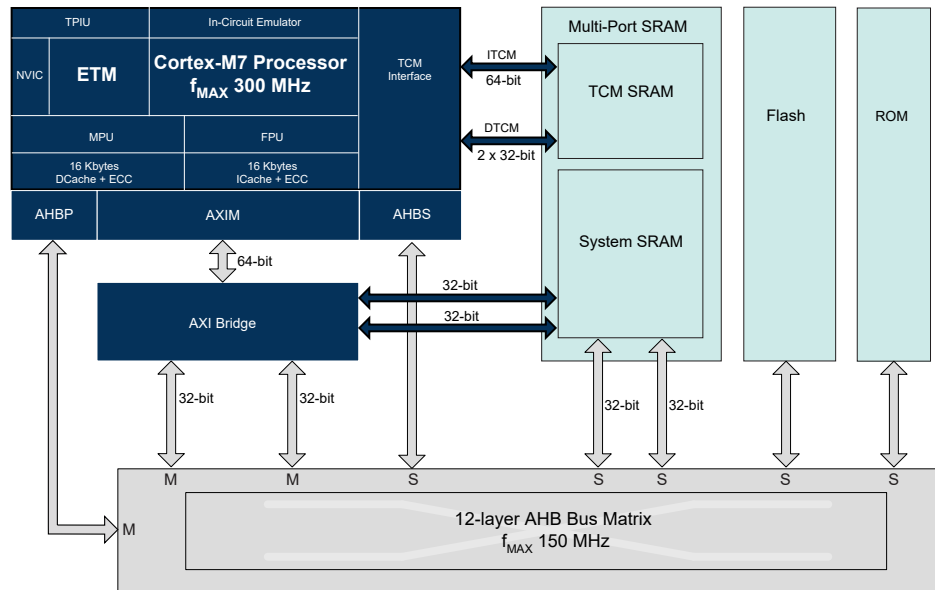 TPIU
In-Circuit Emulator
Multi-Port SRAM
NVIC
ETM
Cortex-M7 Processor
fMAX 300 MHz
TCM
Interface
ITCM
64-bit
TCM SRAM
Flash
ROM
DTCM
2 x 32-bit
MPU
FPU
16 Kbytes
DCache + ECC
16 Kbytes
ICache + ECC
AHBP
AXIM
AHBS
System SRAM
64-bit
32-bit
32-bit
AXI Bridge
32-bit
32-bit
32-bit
32-bit
M
M
S
S
S
S
S
M
12-layer AHB Bus Matrix
fMAX 150 MHz